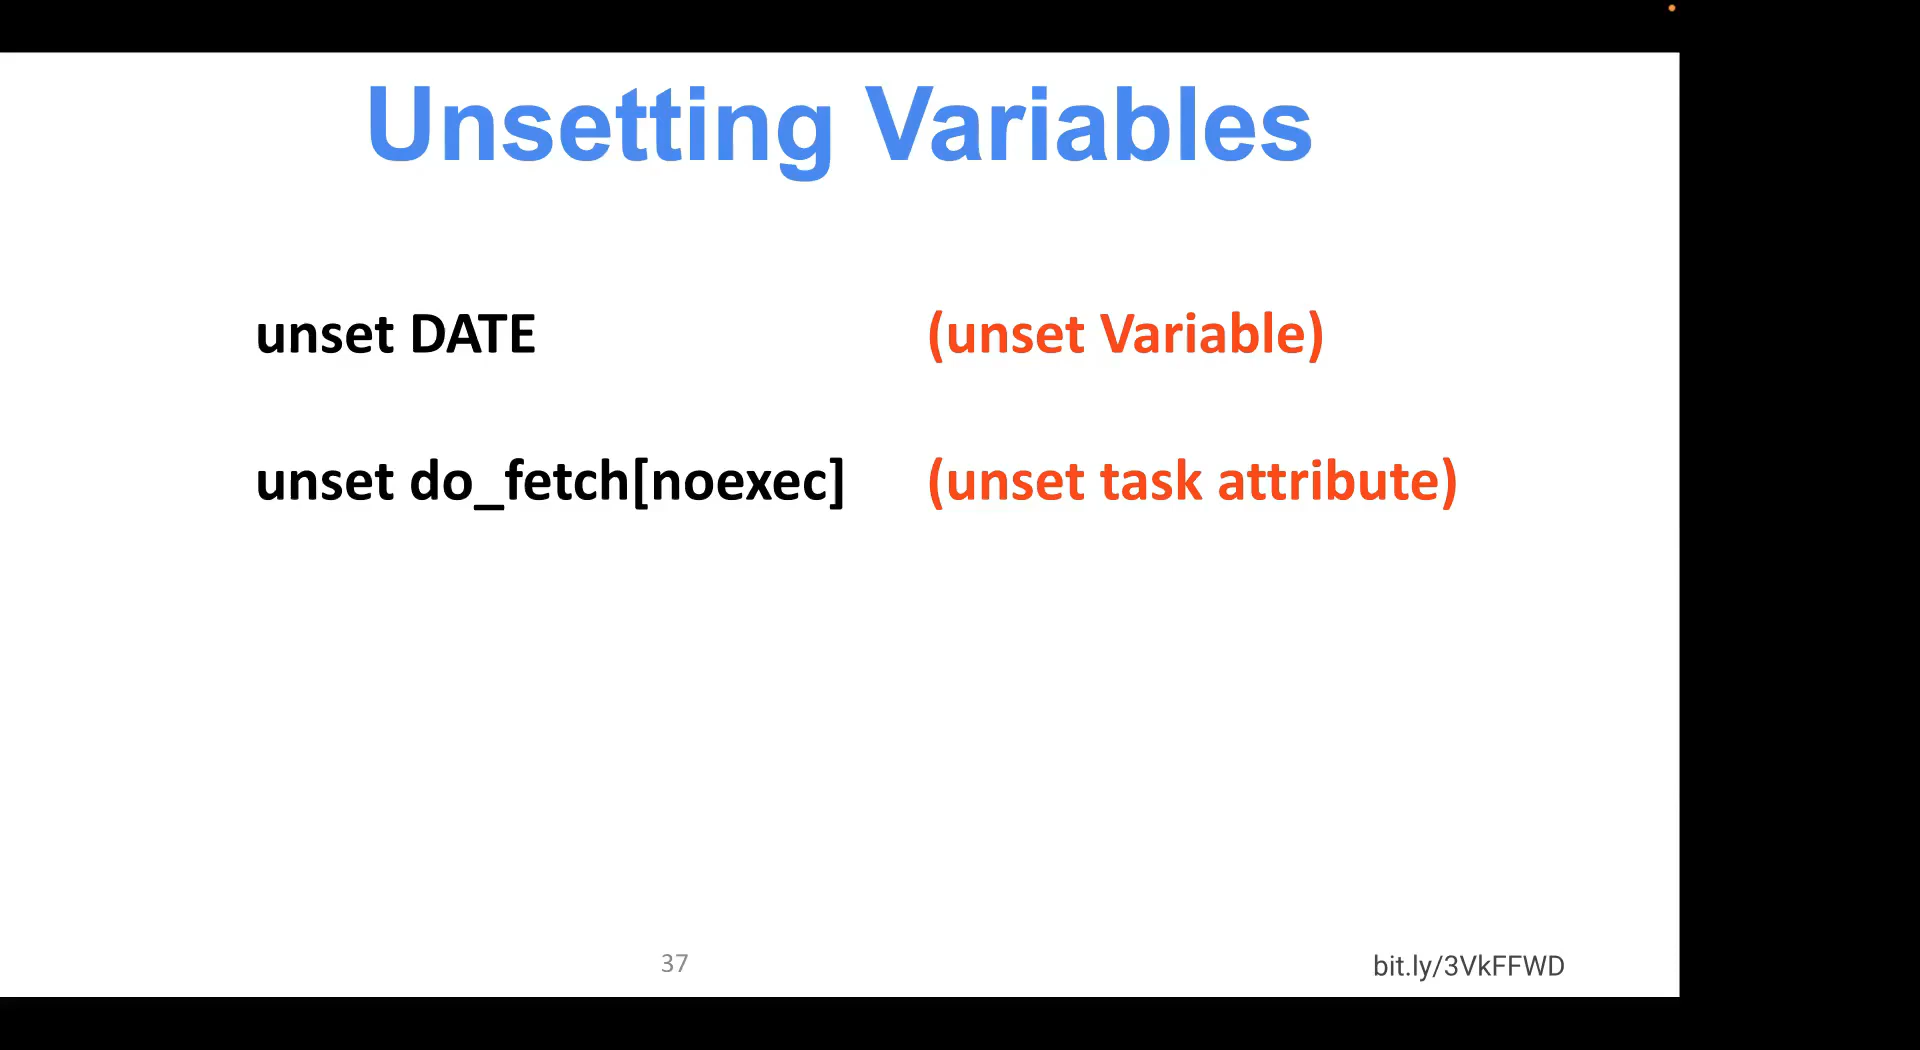 Unsetting Variables
unset DATE (unset Variable)
unset do_fetch[noexec] (unset task attribute)
37 bit.ly/3VkFFWD